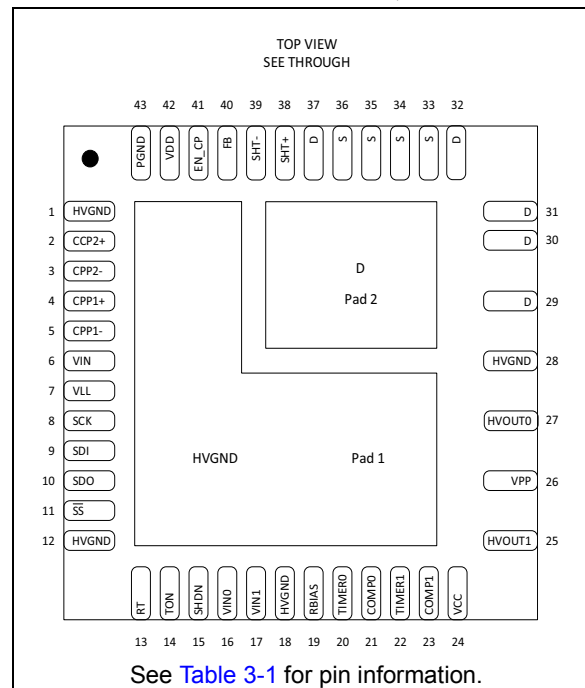 TOP VIEW
SEE THROUGH
43 42 41 40 39 38 37 36 35 34 33 32
PGND VDD EN_CP FB SHT- SHT+ D S S S S D
1 HVGND
2 CCP2+
3 CPP2-
4 CPP1+
5 CPP1-
6 VIN
7 VLL
8 SCK
9 SDI
10 SDO
11 SS
12 HVGND
D
Pad 2
HVGND Pad 1
D 31
D 30
D 29
HVGND 28
HVOUT0 27
VPP 26
HVOUT1 25
RT TON SHDN VIN0 VIN1 HVGND RBIAS TIMER0 COMP0 TIMER1 COMP1 VCC
13 14 15 16 17 18 19 20 21 22 23 24
See Table 3-1 for pin information.